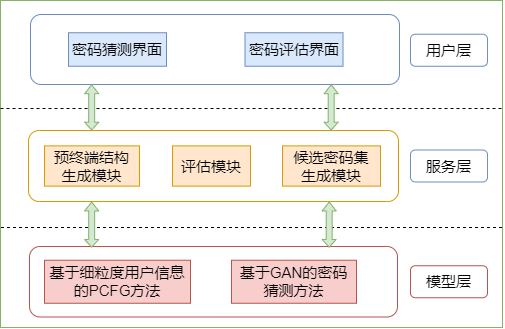 密码猜测界面
密码评估界面
用户层
预终端结构
生成模块
评估模块
候选密码集
生成模块
服务层
基于细粒度用户信息
的PCFG方法
基于GAN的密码
猜测方法
模型层